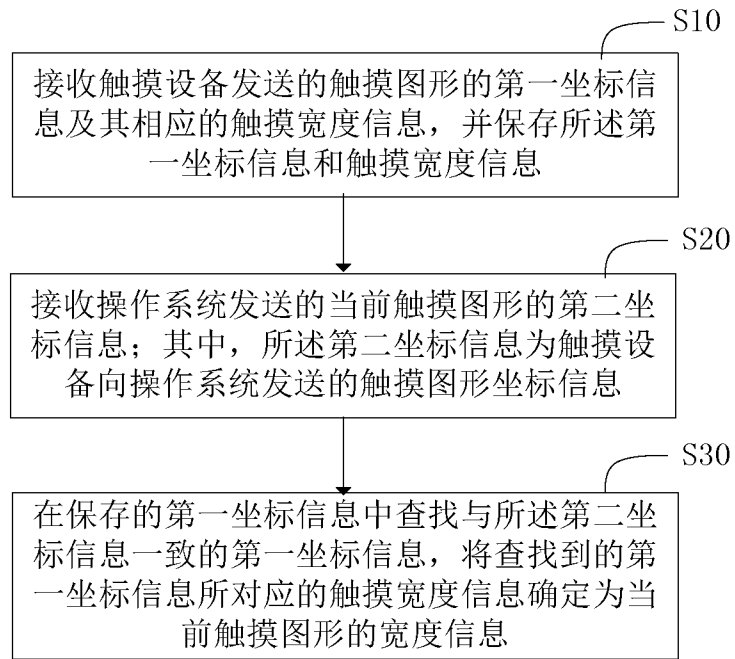 S10
接收触摸设备发送的触摸图形的第一坐标信
息及其相应的触摸宽度信息，并保存所述第
一坐标信息和触摸宽度信息
S20
接收操作系统发送的当前触摸图形的第二坐
标信息；其中，所述第二坐标信息为触摸设
备向操作系统发送的触摸图形坐标信息
S30
在保存的第一坐标信息中查找与所述第二坐
标信息一致的第一坐标信息，将查找到的第
一坐标信息所对应的触摸宽度信息确定为当
前触摸图形的宽度信息